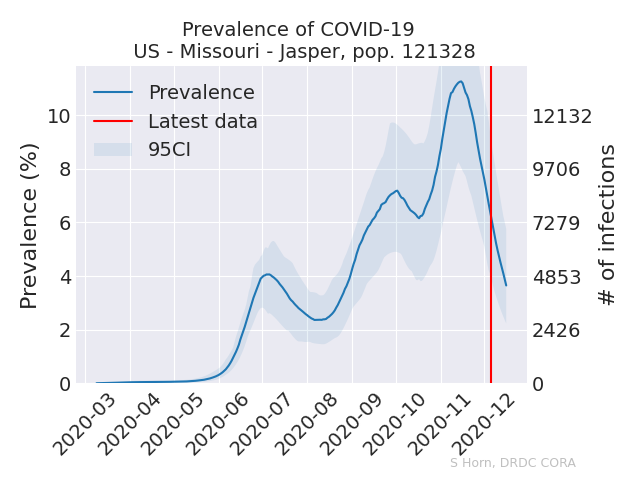 Prevalence of COVID-19
US - Missouri - Jasper, pop. 121328
Prevalence
Latest data
95CI
Prevalence (%)
10
8
6
4
2
0
12132
9706
7279
4853
2426
0
# of infections
2020-03
2020-04
2020-05
2020-06
2020-07
2020-08
2020-09
2020-10
2020-11
2020-12
S Horn, DRDC CORA